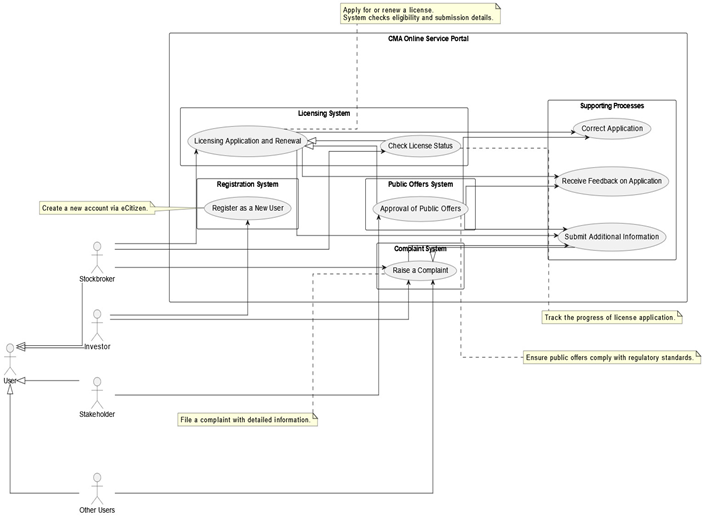 Apply for or renew a license.
System checks eligibility and submission details.
CMA Online Service Portal
Licensing System
Supporting Processes
Licensing Application and Renewal
Check License Status
Correct Application
Registration System
Public Offers System
Receive Feedback on Application
Create a new account via eCitizen.
Register as a New User
Approval of Public Offers
Submit Additional Information
Complaint System
Raise a Complaint
Stockbroker
Track the progress of license application.
Investor
Ensure public offers comply with regulatory standards.
User
Stakeholder
File a complaint with detailed information.
Other Users